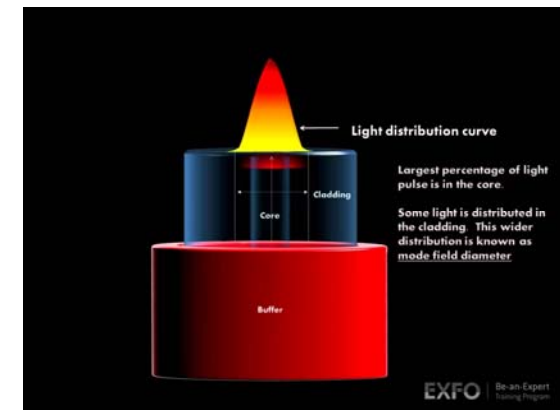 Light distribution curve
Largest percentage of light
pulse is in the core.
Cladding
Some light is distributed in
the cladding. This wider
distribution is known as
mode field diameter
Core
Buffer
EXFO
Be-an-Expert
Training Program